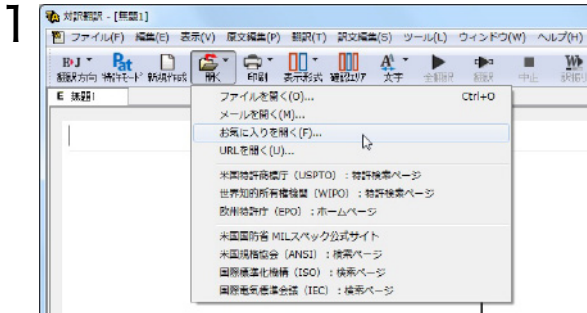 1
対訳翻訳 - [無題1]
ファイル(F) 編集(E) 表示(V) 原文編集(P) 翻訳(T) 訳文編集(S) ツール(L) ウィンドウ(W) ヘルプ(H)
E›J Pat
翻訳方向 特許モード 新規作成 開く 印刷 表示形式 確認エリア 文字 全翻訳 翻訳 中止
E 無題1
ファイルを開く(O)... Ctrl+O
メールを開く(M)...
お気に入りを開く(F)...
URLを開く(U)...
米国特許商標庁（USPTO）：特許検索ページ
世界知的所有権機関（WIPO）：特許検索ページ
欧州特許庁（EPO）：ホームページ
米国国防省 MILスペック公式サイト
米国規格協会（ANSI）：検索ページ
国際標準化機構（ISO）：検索ページ
国際電気標準会議（IEC）：検索ページ